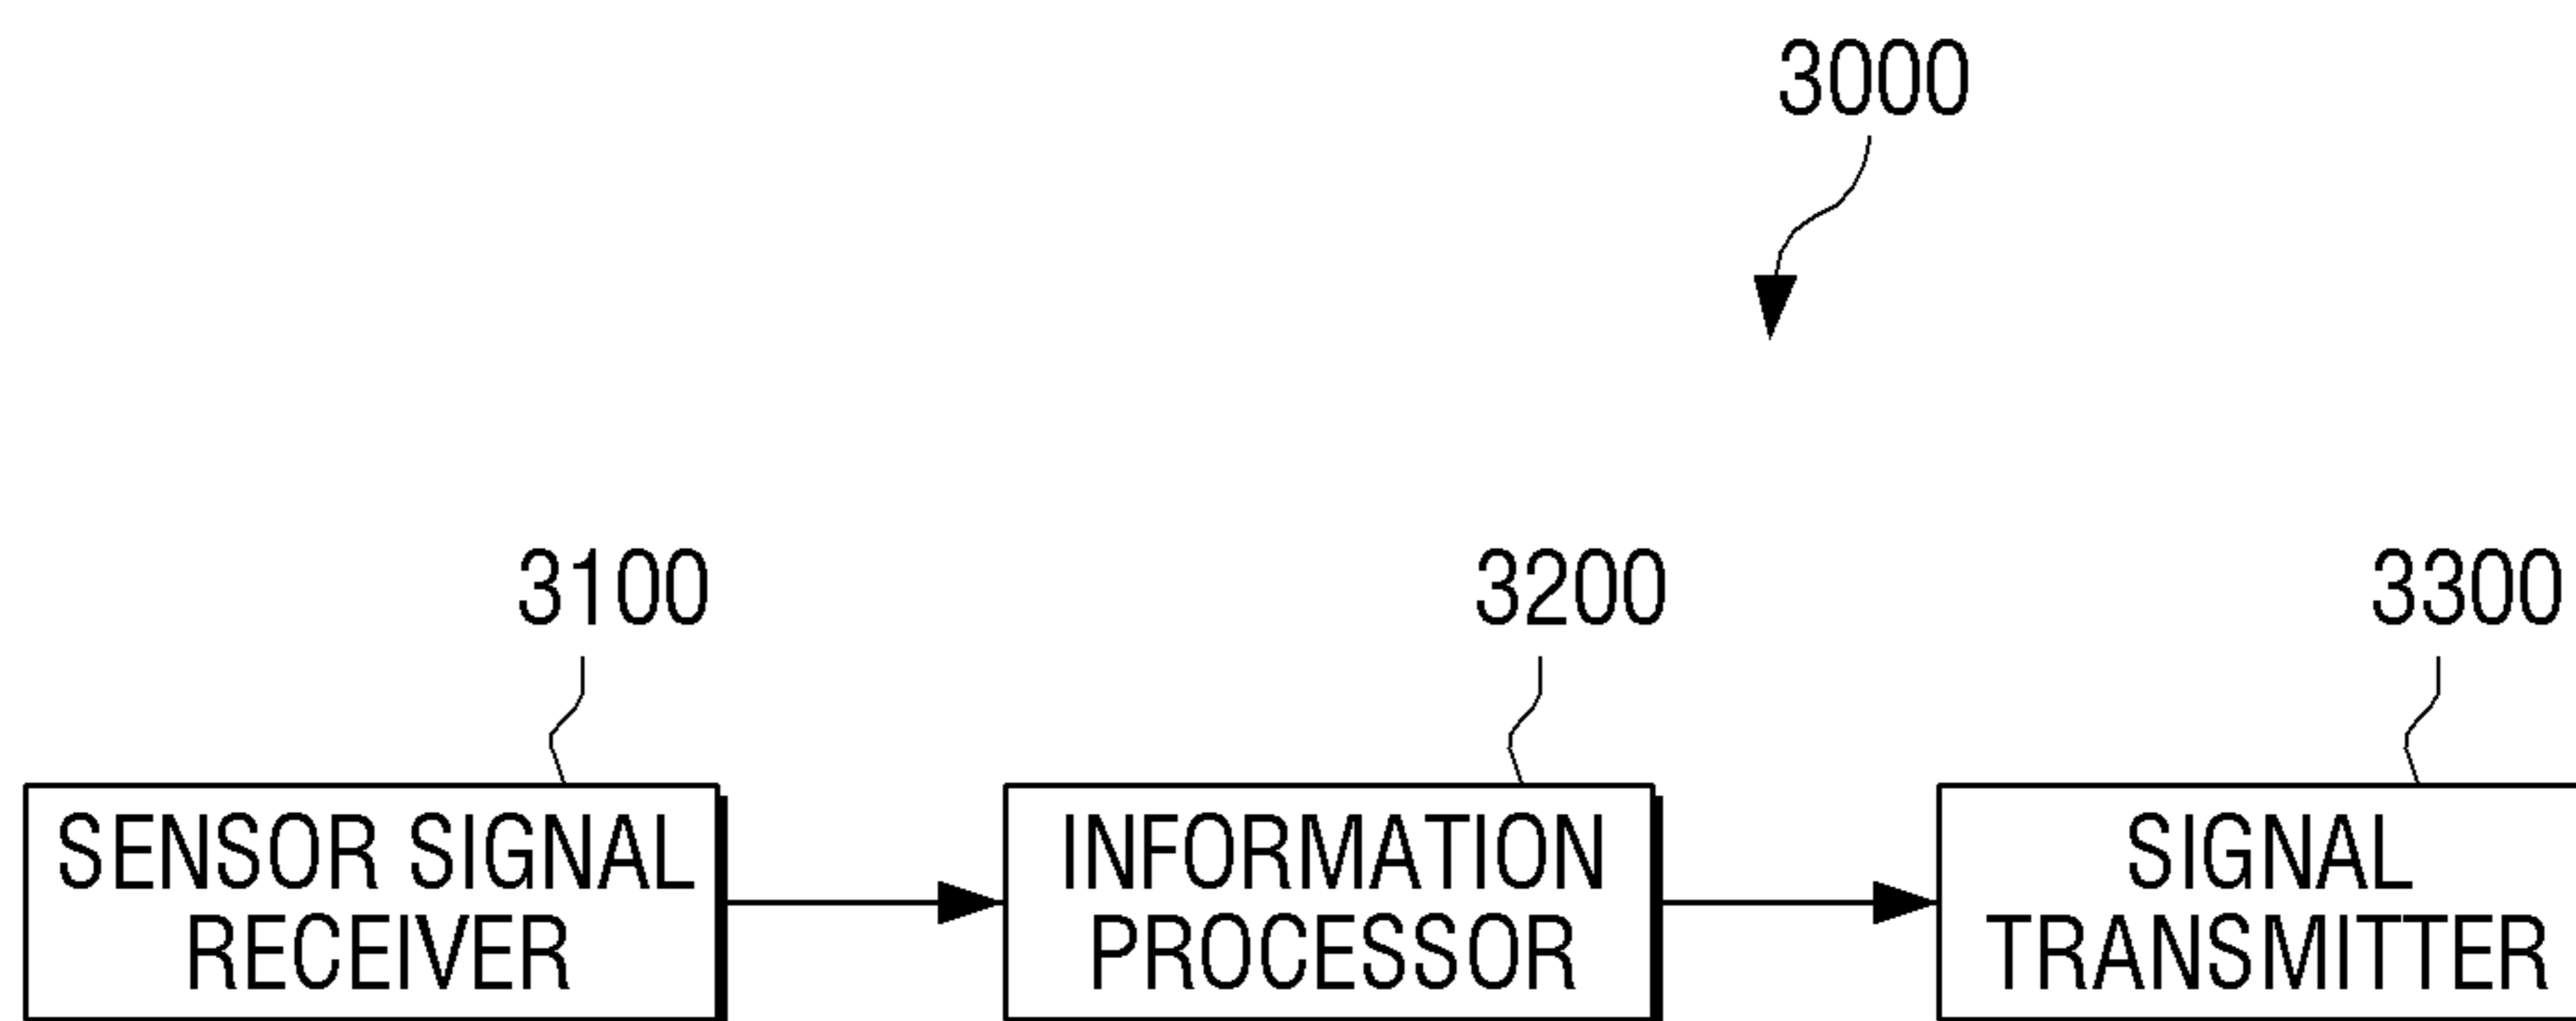 3000
3100
3200
3300
SENSOR SIGNAL
RECEIVER
INFORMATION
PROCESSOR
SIGNAL
TRANSMITTER